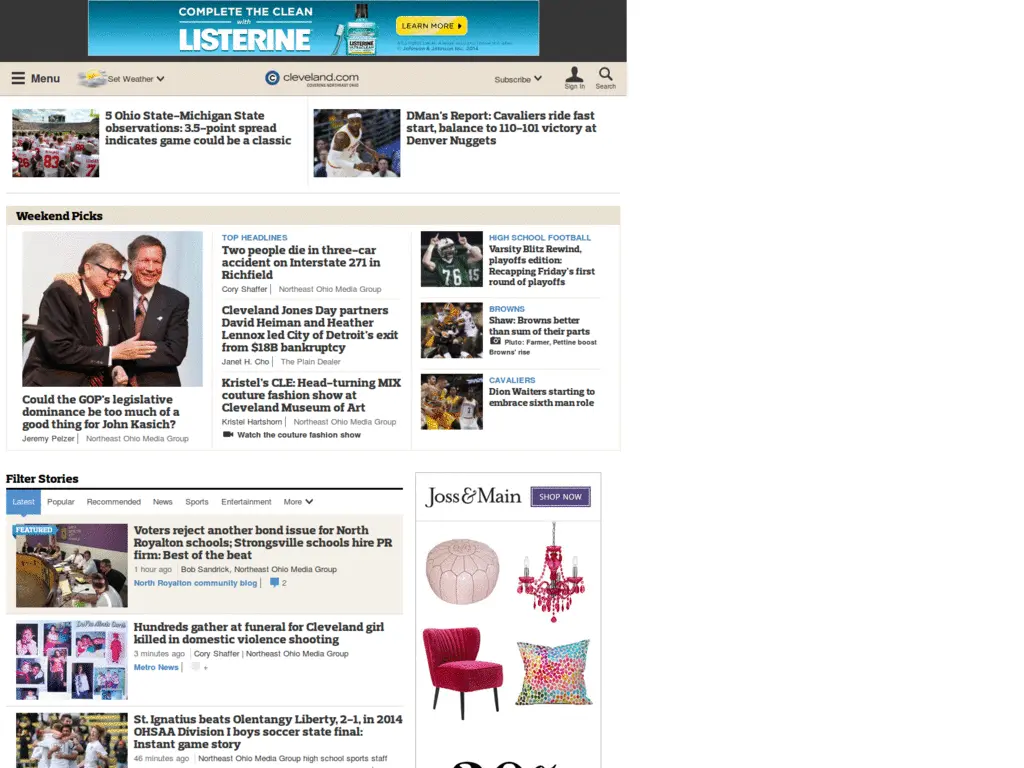 COMPLETE THE CLEAN
with
LISTERINE
LEARN MORE
© Johnson & Johnson Inc. 2014
Menu
Set Weather
cleveland.com
COVERING NORTHEAST OHIO
Subscribe
Sign In
Search
5 Ohio State-Michigan State
observations: 3.5-point spread
indicates game could be a classic
DMan's Report: Cavaliers ride fast
start, balance to 110-101 victory at
Denver Nuggets
Weekend Picks
Could the GOP's legislative
dominance be too much of a
good thing for John Kasich?
Jeremy Pelzer | Northeast Ohio Media Group
TOP HEADLINES
Two people die in three-car
accident on Interstate 271 in
Richfield
Cory Shaffer | Northeast Ohio Media Group
Cleveland Jones Day partners
David Heiman and Heather
Lennox led City of Detroit's exit
from $18B bankruptcy
Janet H. Cho | The Plain Dealer
Kristel's CLE: Head-turning MIX
couture fashion show at
Cleveland Museum of Art
Kristel Hartshorn | Northeast Ohio Media Group
Watch the couture fashion show
76
15
HIGH SCHOOL FOOTBALL
Varsity Blitz Rewind,
playoffs edition:
Recapping Friday's first
round of playoffs
BROWNS
Shaw: Browns better
than sum of their parts
Pluto: Farmer, Pettine boost
Browns' rise
CAVALIERS
Dion Waiters starting to
embrace sixth man role
Filter Stories
Latest Popular Recommended News Sports Entertainment More
FEATURED
Voters reject another bond issue for North
Royalton schools; Strongsville schools hire PR
firm: Best of the beat
1 hour ago | Bob Sandrick, Northeast Ohio Media Group
North Royalton community blog | 2
Hundreds gather at funeral for Cleveland girl
killed in domestic violence shooting
3 minutes ago | Cory Shaffer | Northeast Ohio Media Group
Metro News | +
St. Ignatius beats Olentangy Liberty, 2-1, in 2014
OHSAA Division I boys soccer state final:
Instant game story
46 minutes ago | Northeast Ohio Media Group high school sports staff
Joss&Main
SHOP NOW